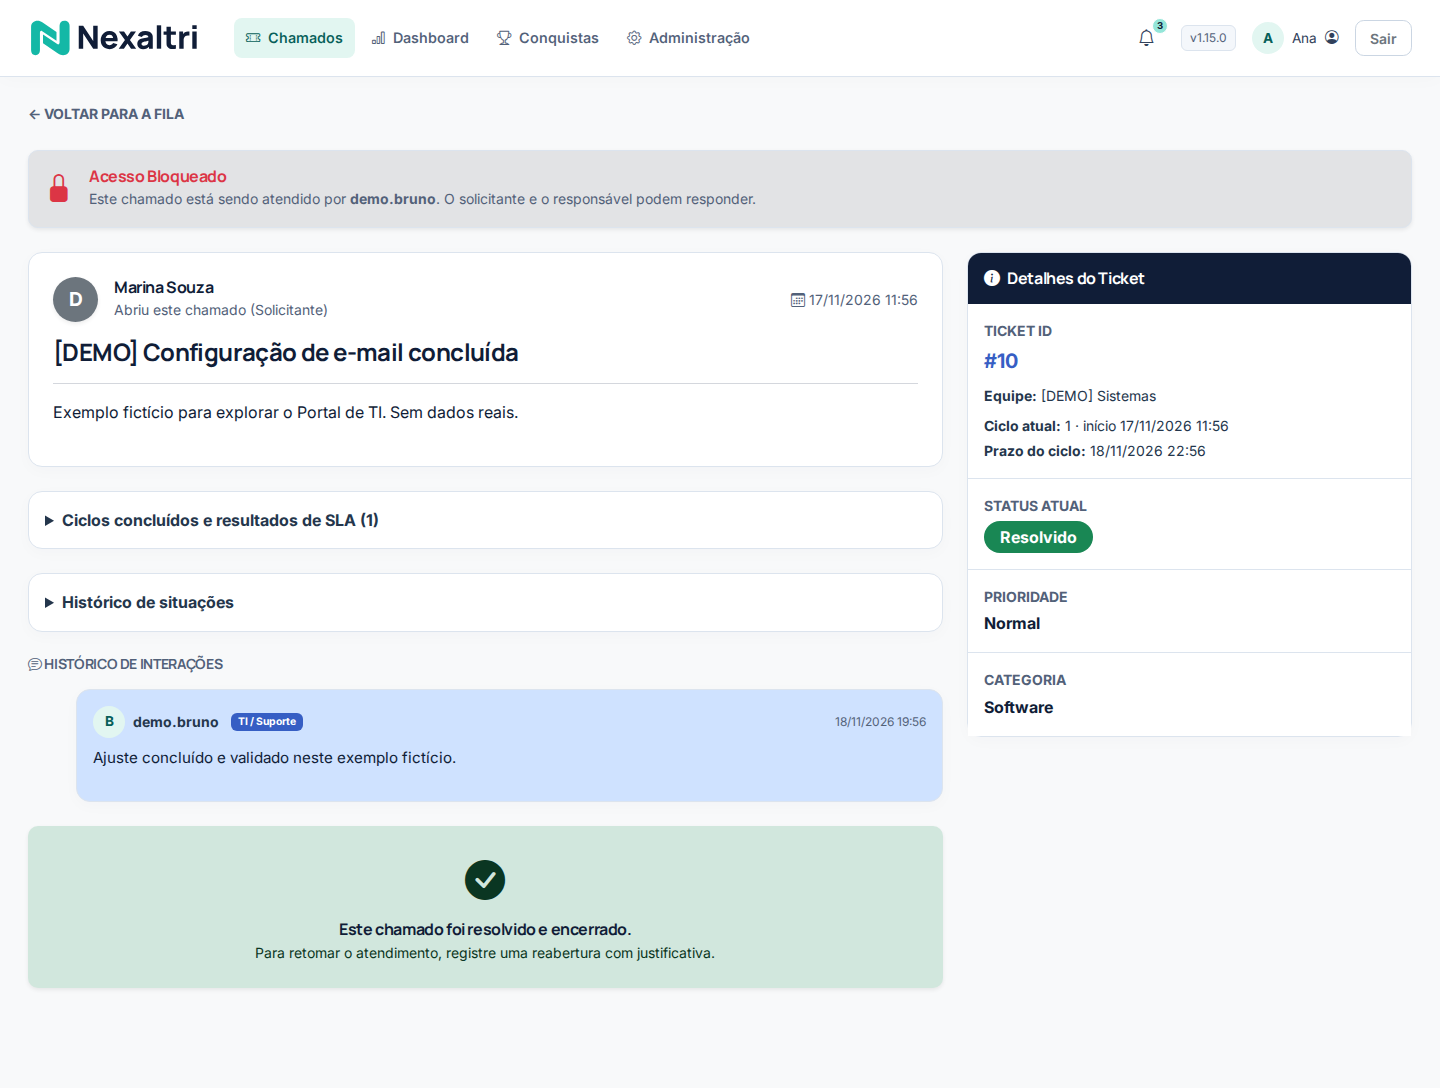 Nexaltri
Chamados
Dashboard
Conquistas
Administração
3
v1.15.0
A
Ana
Sair
← VOLTAR PARA A FILA
Acesso Bloqueado
Este chamado está sendo atendido por demo.bruno. O solicitante e o responsável podem responder.
D
Marina Souza
Abriu este chamado (Solicitante)
17/11/2026 11:56
[DEMO] Configuração de e-mail concluída
Exemplo fictício para explorar o Portal de TI. Sem dados reais.
Ciclos concluídos e resultados de SLA (1)
Histórico de situações
HISTÓRICO DE INTERAÇÕES
B
demo.bruno
TI / Suporte
18/11/2026 19:56
Ajuste concluído e validado neste exemplo fictício.
Este chamado foi resolvido e encerrado.
Para retomar o atendimento, registre uma reabertura com justificativa.
Detalhes do Ticket
TICKET ID
#10
Equipe: [DEMO] Sistemas
Ciclo atual: 1 · início 17/11/2026 11:56
Prazo do ciclo: 18/11/2026 22:56
STATUS ATUAL
Resolvido
PRIORIDADE
Normal
CATEGORIA
Software